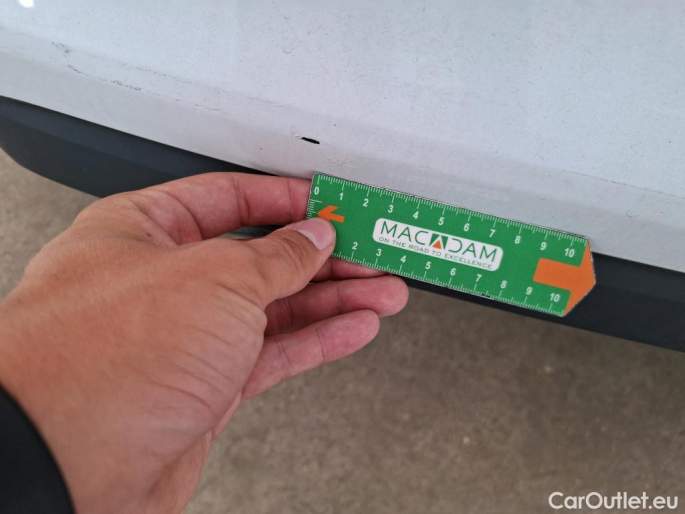 0 1 2 3 4 5 6 7 8 9 10
MACADAM
ON THE ROAD TO EXCELLENCE
2 3 4 5 6 7 8 9 10
CarOutlet.eu